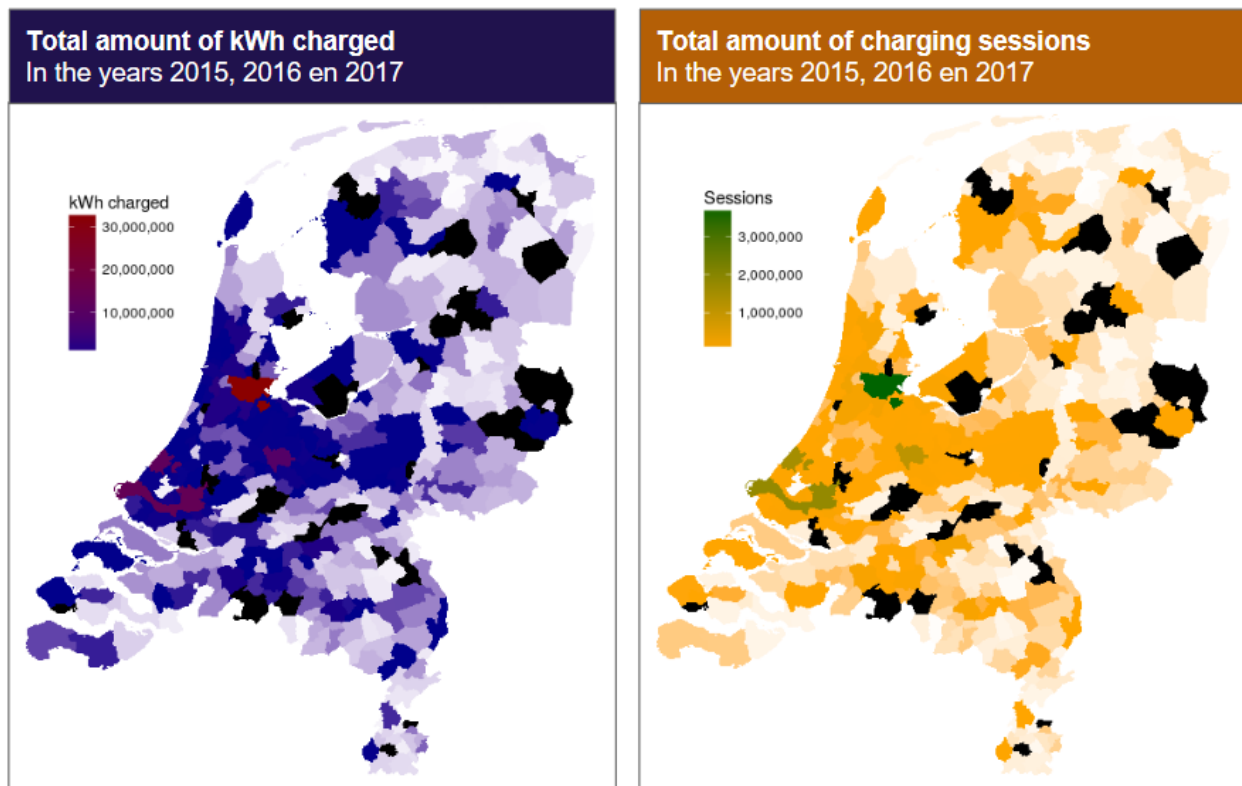 Total amount of kWh charged
In the years 2015, 2016 en 2017
kWh charged
30,000,000
20,000,000
10,000,000
Total amount of charging sessions
In the years 2015, 2016 en 2017
Sessions
3,000,000
2,000,000
1,000,000